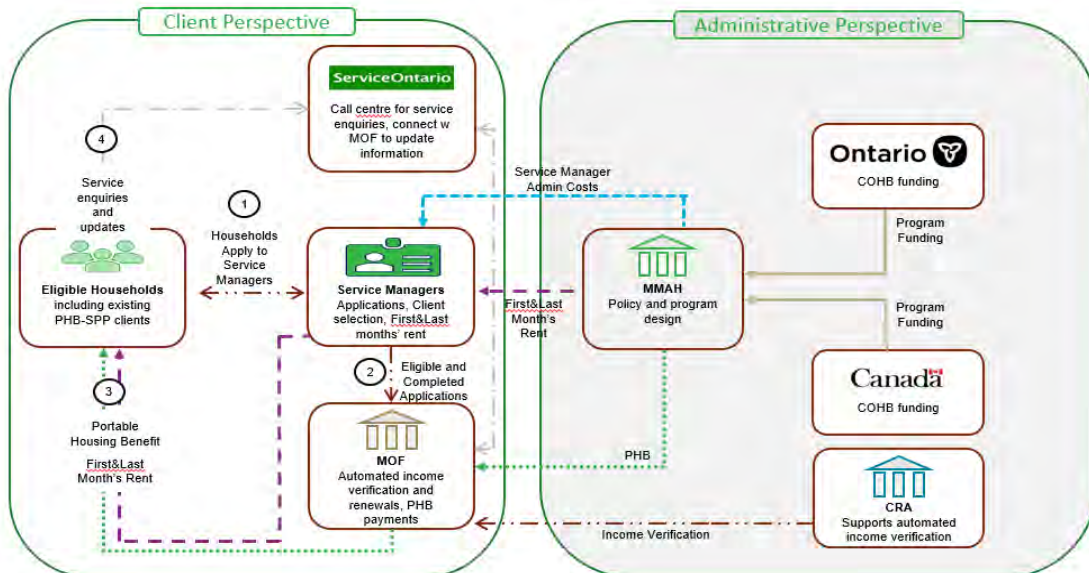 Client Perspective
Administrative Perspective
ServiceOntario
Call centre for service
enquiries, connect w
MOF to update
information
4
Service
enquiries
and
updates
1
Households
Apply to
Service
Managers
Eligible Households
including existing
PHB-SPP clients
Service Managers
Applications, Client
selection, First&Last
months' rent
2
Eligible and
Completed
Applications
3
Portable
Housing Benefit
First&Last
Month's Rent
MOF
Automated income
verification and
renewals, PHB
payments
Service Manager
Admin Costs
First&Last
Month's
Rent
MMAH
Policy and program
design
PHB
Income Verification
Ontario
COHB funding
Program
Funding
Program
Funding
Canada
COHB funding
CRA
Supports automated
income verification